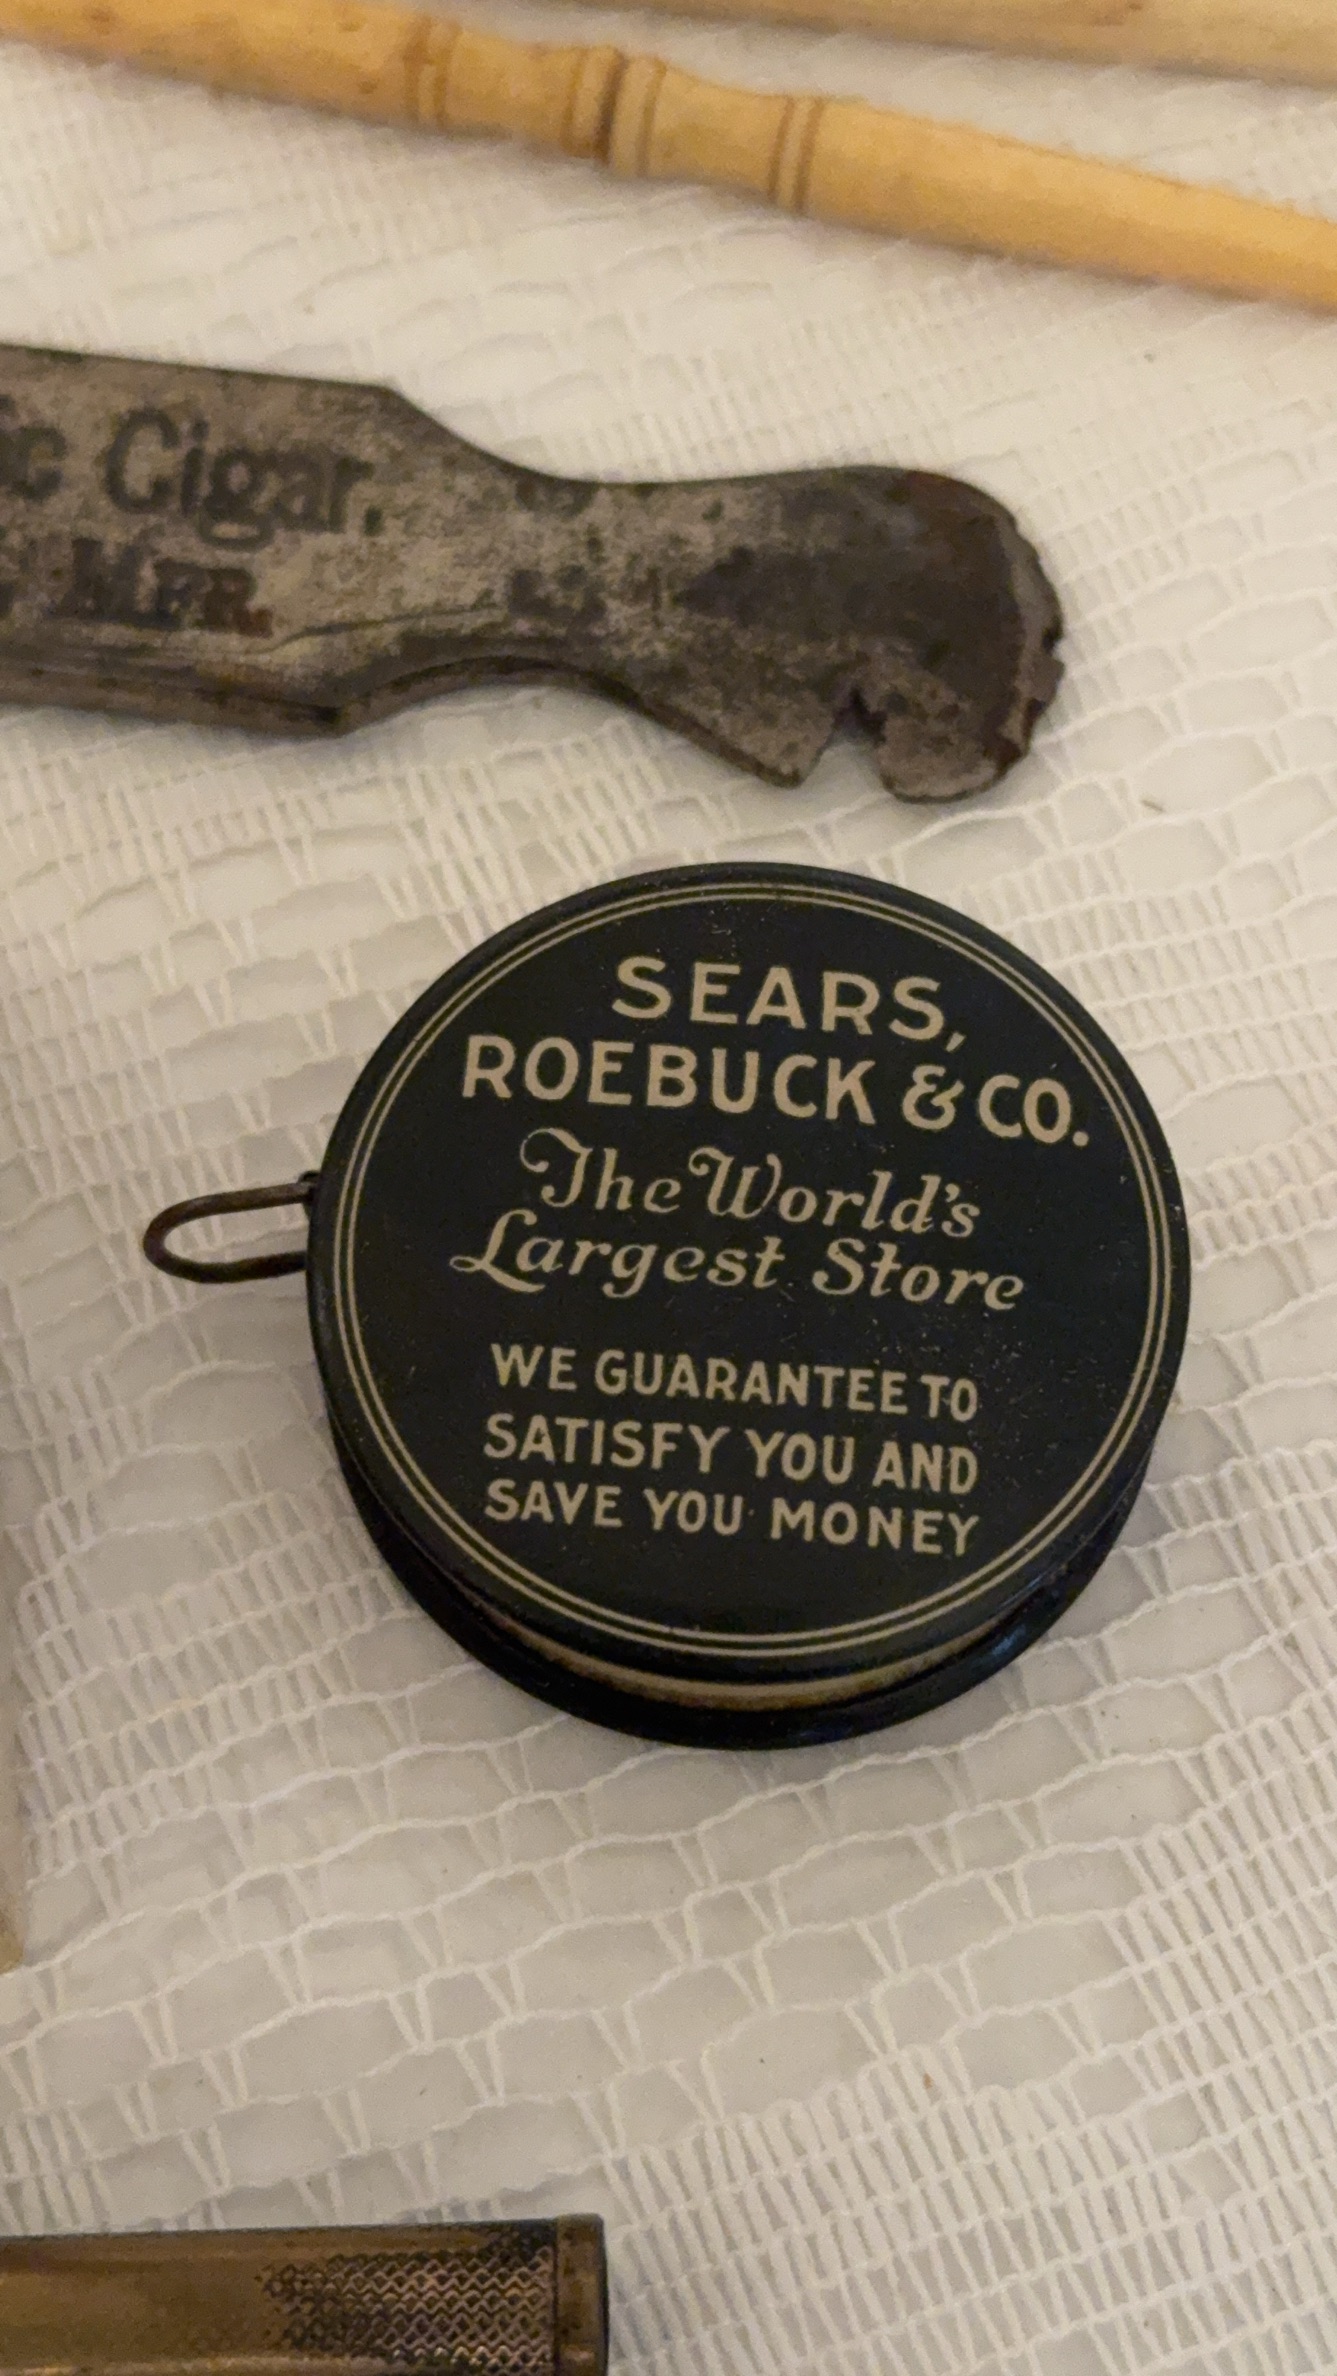 Cigar.
MFR.
SEARS,
ROEBUCK & CO.
The World's
Largest Store
WE GUARANTEE TO
SATISFY YOU AND
SAVE YOU MONEY